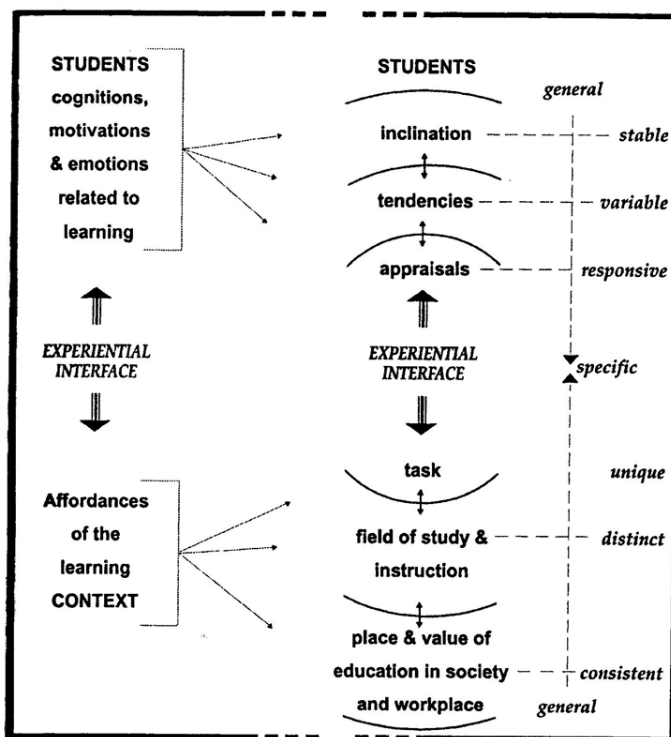 STUDENTS
cognitions,
motivations
& emotions
related to
learning
EXPERIENTIAL
INTERFACE
Affordances
of the
learning
CONTEXT
STUDENTS
inclination
tendencies
appraisals
EXPERIENTIAL
INTERFACE
task
field of study &
instruction
place & value of
education in society
and workplace
general
stable
variable
responsive
specific
unique
distinct
consistent
general